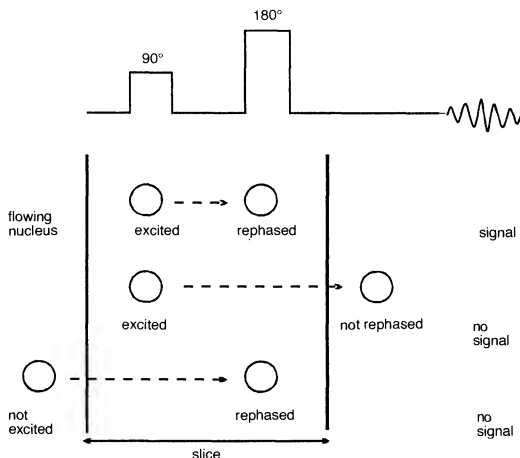 90°
180°
flowing
nucleus
excited
rephased
signal
excited
not rephased
no
signal
not
excited
rephased
no
signal
slice